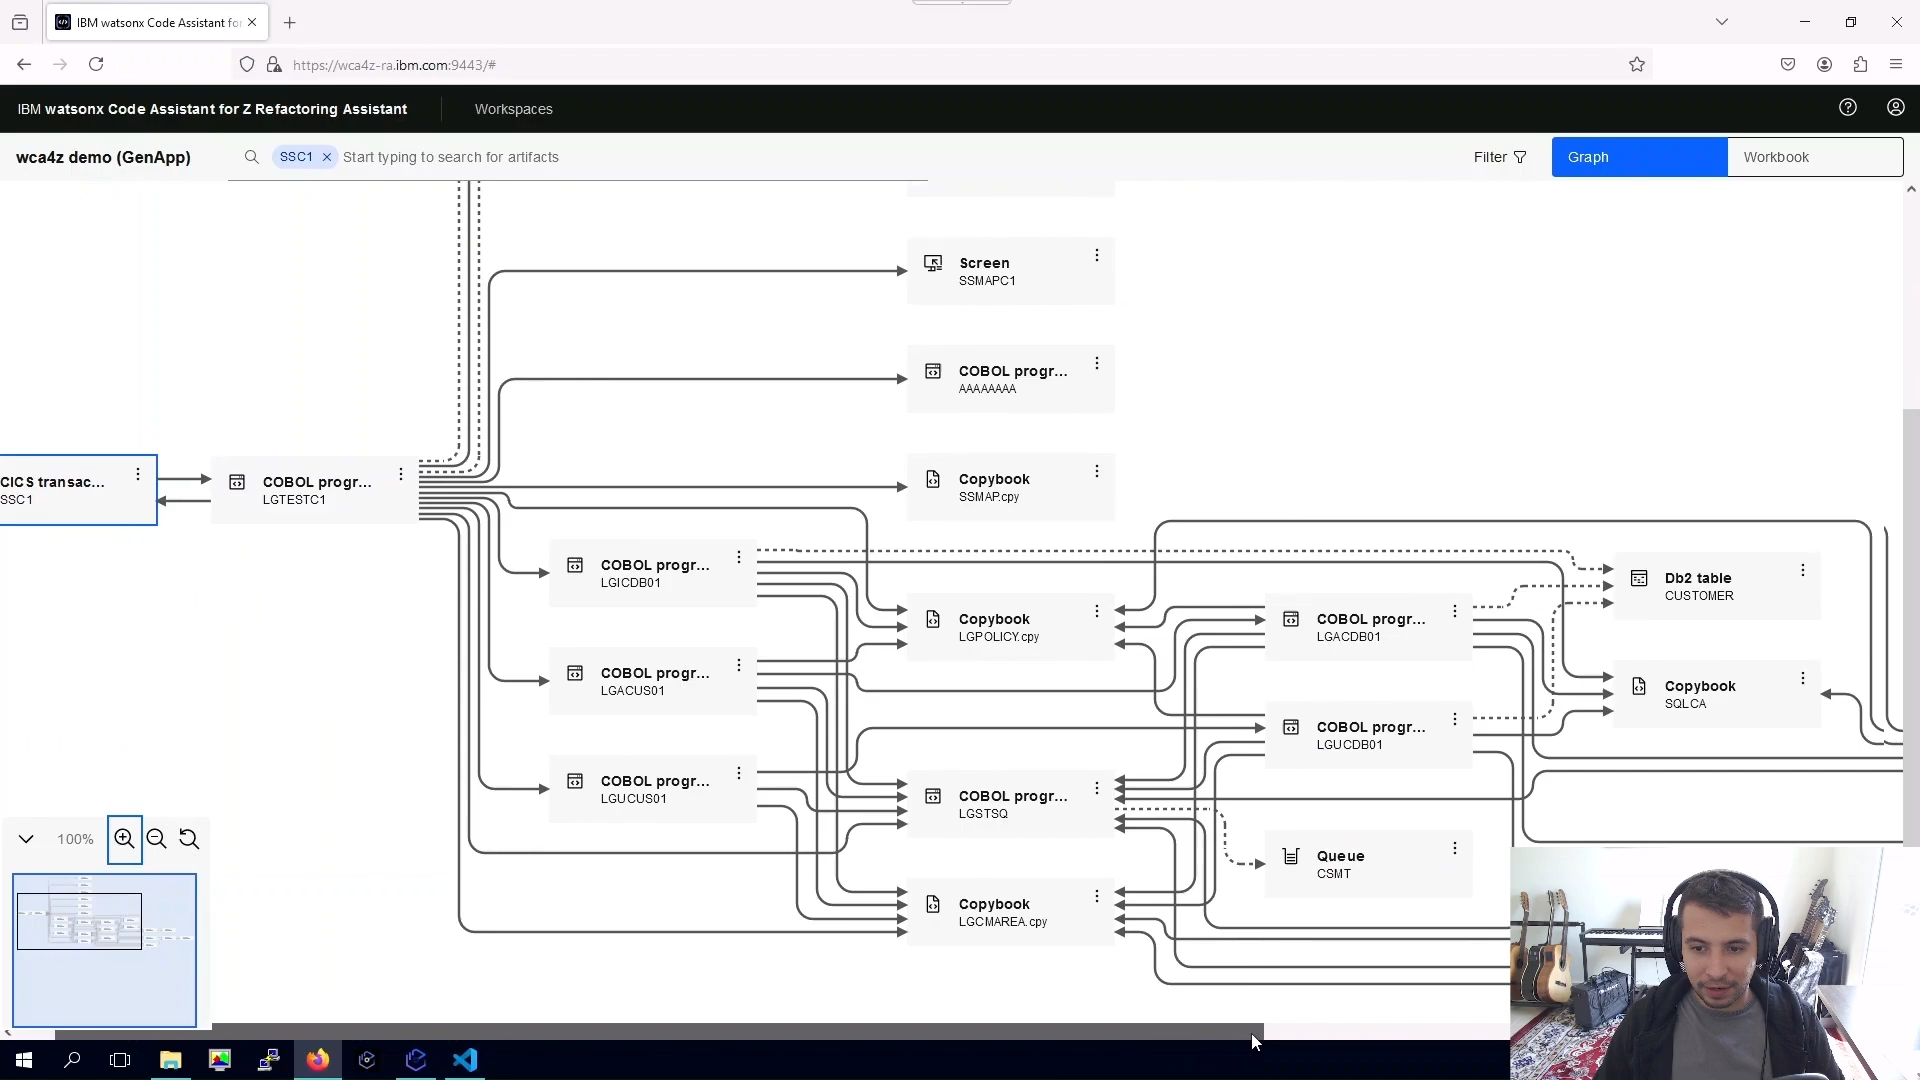 IBM watsonx Code Assistant fo
https://wca4z-ra.ibm.com:9443/#
IBM watsonx Code Assistant for Z Refactoring Assistant
Workspaces
wca4z demo (GenApp)
SSC1
Start typing to search for artifacts
Filter
Graph
Workbook
Screen
SSMAPC1
COBOL progr...
AAAAAAAA
CICS transac...
SSC1
COBOL progr...
LGTESTC1
Copybook
SSMAP.cpy
COBOL progr...
LGICDB01
Db2 table
CUSTOMER
Copybook
LGPOLICY.cpy
COBOL progr...
LGACDB01
COBOL progr...
LGACUS01
Copybook
SQLCA
COBOL progr...
LGUCDB01
COBOL progr...
LGUCUS01
COBOL progr...
LGSTSQ
Queue
CSMT
Copybook
LGCMAREA.cpy
100%